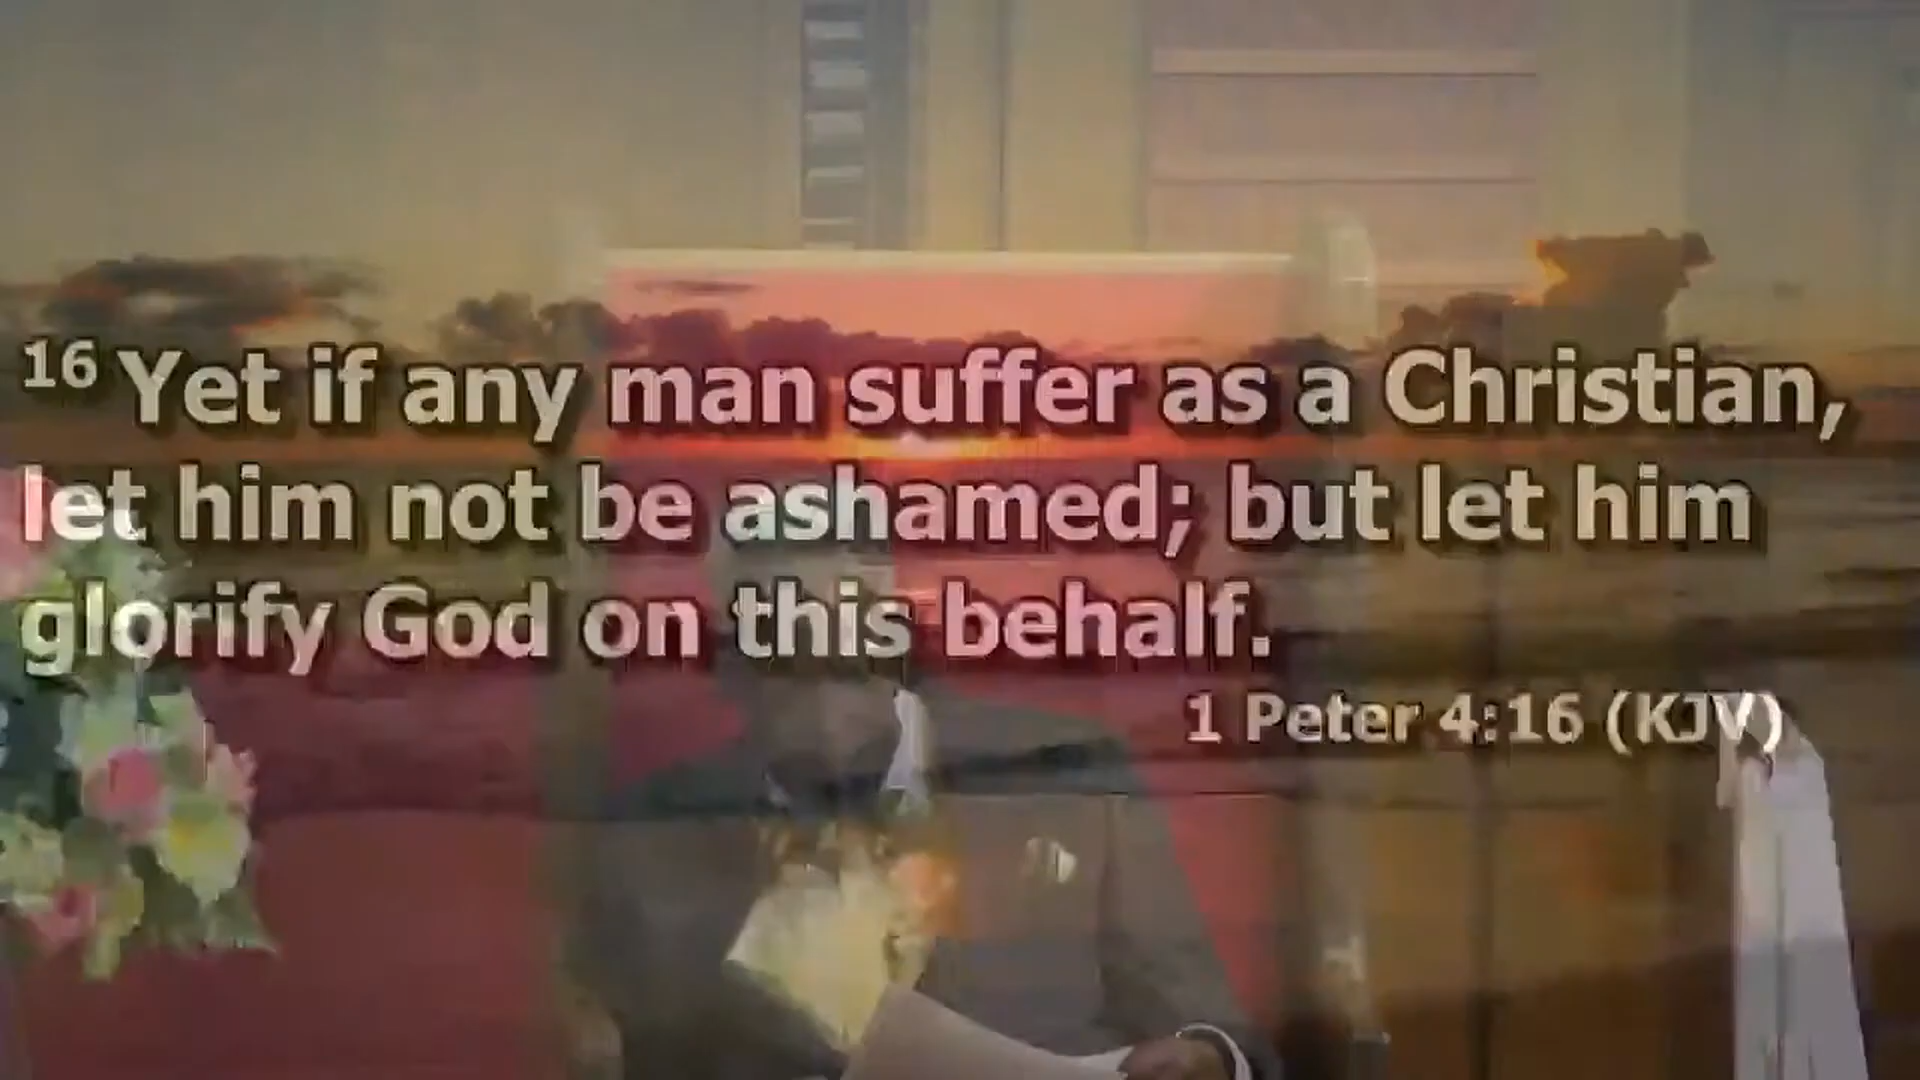 16 Yet if any man suffer as a Christian,
let him not be ashamed; but let him
glorify God on this behalf.
1 Peter 4:16 (KJV)